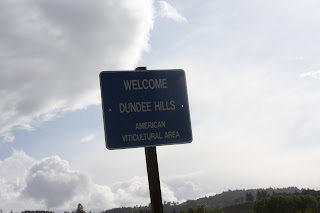 WELCOME
DUNDEE HILLS
AMERICAN
VITICULTURAL AREA